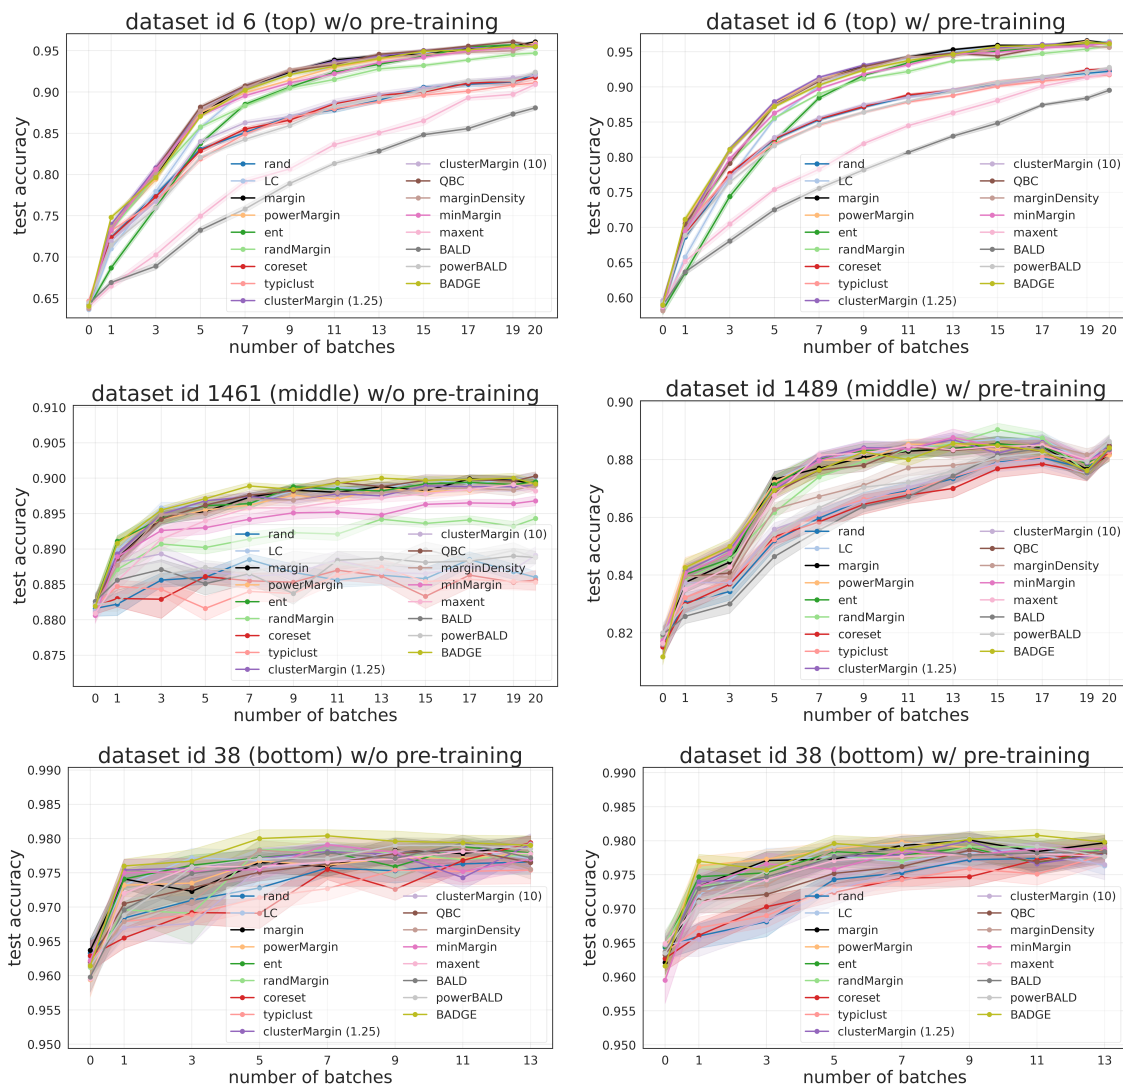 dataset id 6 (top) w/o pre-training
test accuracy
0.95
0.90
0.85
0.80
0.75
0.70
0.65
rand
LC
margin
powerMargin
ent
randMargin
coreset
typiclust
clusterMargin (1.25)
clusterMargin (10)
QBC
marginDensity
minMargin
maxent
BALD
powerBALD
BADGE
0 1 3 5 7 9 11 13 15 17 19 20
number of batches
dataset id 6 (top) w/ pre-training
test accuracy
0.95
0.90
0.85
0.80
0.75
0.70
0.65
0.60
rand
LC
margin
powerMargin
ent
randMargin
coreset
typiclust
clusterMargin (1.25)
clusterMargin (10)
QBC
marginDensity
minMargin
maxent
BALD
powerBALD
BADGE
0 1 3 5 7 9 11 13 15 17 19 20
number of batches
dataset id 1461 (middle) w/o pre-training
test accuracy
0.910
0.905
0.900
0.895
0.890
0.885
0.880
0.875
rand
LC
margin
powerMargin
ent
randMargin
coreset
typiclust
clusterMargin (1.25)
clusterMargin (10)
QBC
marginDensity
minMargin
maxent
BALD
powerBALD
BADGE
0 1 3 5 7 9 11 13 15 17 19 20
number of batches
dataset id 1489 (middle) w/ pre-training
test accuracy
0.90
0.88
0.86
0.84
0.82
rand
LC
margin
powerMargin
ent
randMargin
coreset
typiclust
clusterMargin (1.25)
clusterMargin (10)
QBC
marginDensity
minMargin
maxent
BALD
powerBALD
BADGE
0 1 3 5 7 9 11 13 15 17 19 20
number of batches
dataset id 38 (bottom) w/o pre-training
test accuracy
0.990
0.985
0.980
0.975
0.970
0.965
0.960
0.955
0.950
rand
LC
margin
powerMargin
ent
randMargin
coreset
typiclust
clusterMargin (1.25)
clusterMargin (10)
QBC
marginDensity
minMargin
maxent
BALD
powerBALD
BADGE
0 1 3 5 7 9 11 13
number of batches
dataset id 38 (bottom) w/ pre-training
test accuracy
0.990
0.985
0.980
0.975
0.970
0.965
0.960
0.955
0.950
rand
LC
margin
powerMargin
ent
randMargin
coreset
typiclust
clusterMargin (1.25)
clusterMargin (10)
QBC
marginDensity
minMargin
maxent
BALD
powerBALD
BADGE
0 1 3 5 7 9 11 13
number of batches